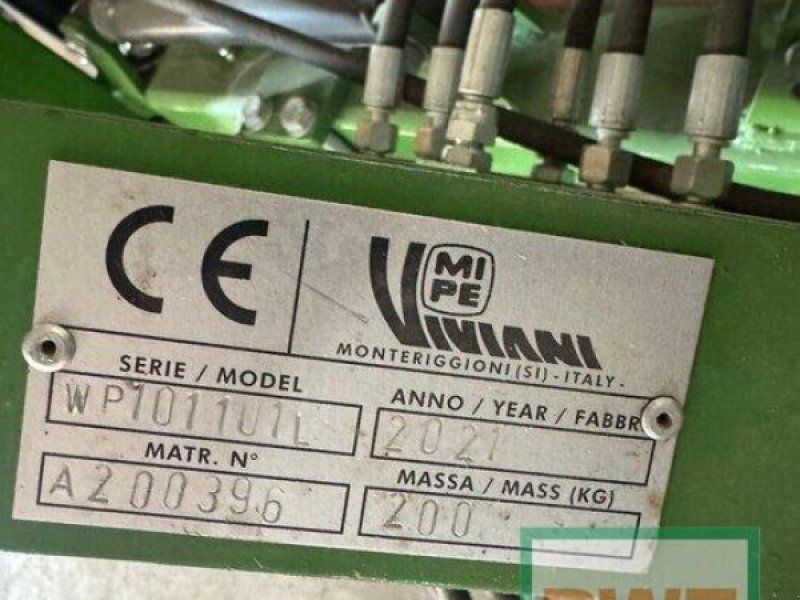 CE
MI
PE
VIVIANI
MONTERIGGIONI (SI) - ITALY -
SERIE / MODEL
WP101101L
ANNO / YEAR / FABBR
2021
MATR. N°
A200396
MASSA / MASS (KG)
200